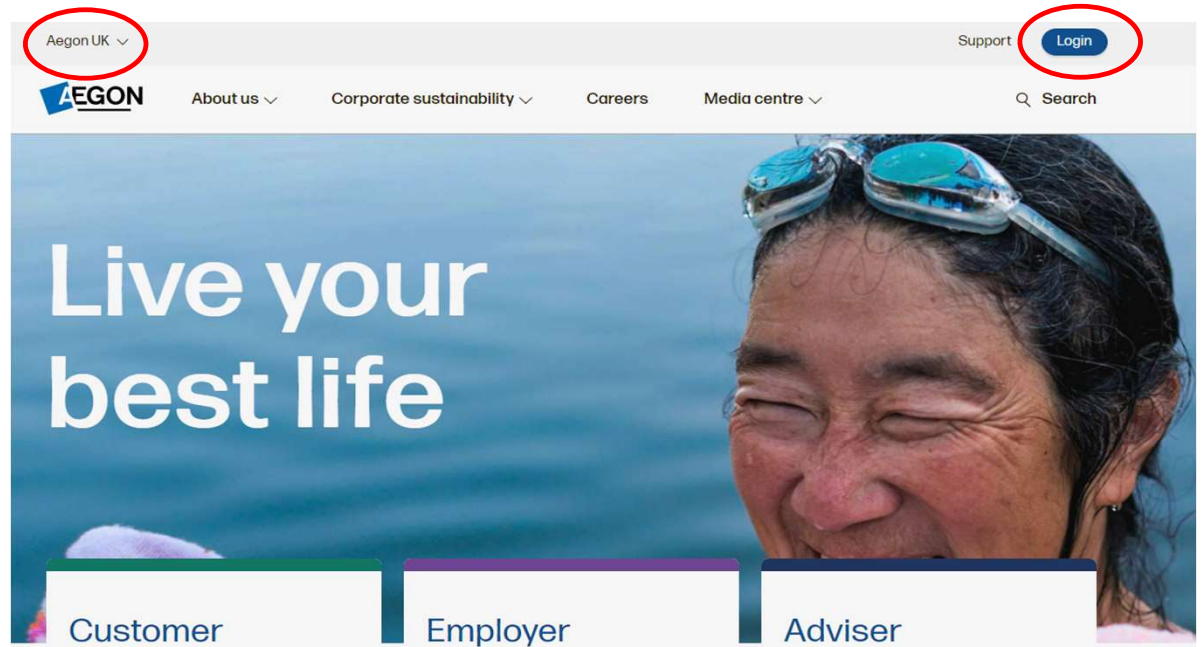 Aegon UK Support Login
AEGON About us Corporate sustainability Careers Media centre Search
Live your
best life
Customer Employer Adviser